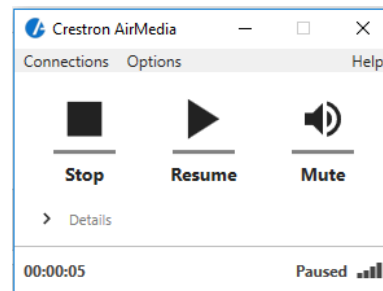 Crestron AirMedia
Connections Options Help
Stop Resume Mute
Details
00:00:05 Paused